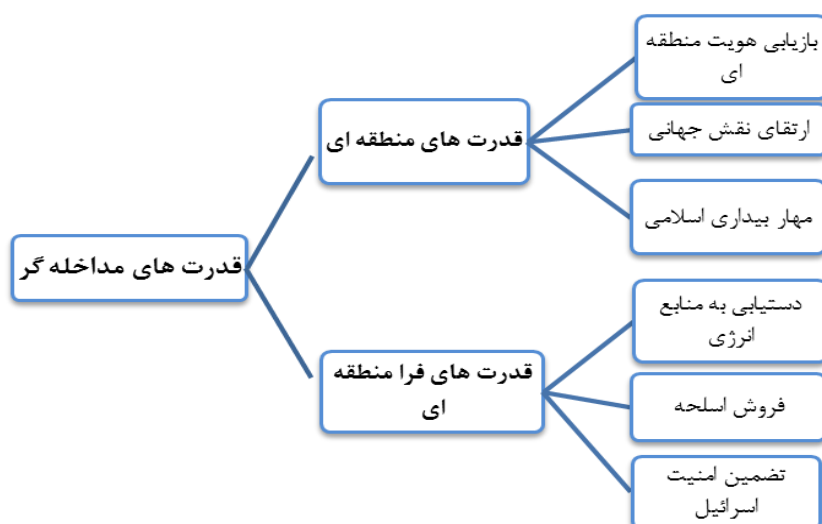 قدرت های مداخله گر
قدرت های منطقه ای
بازیابی هویت منطقه
ای
ارتقای نقش جهانی
مهار بیداری اسلامی
قدرت های فرا منطقه
ای
دستیابی به منابع
انرژی
فروش اسلحه
تضمین امنیت
اسرائیل